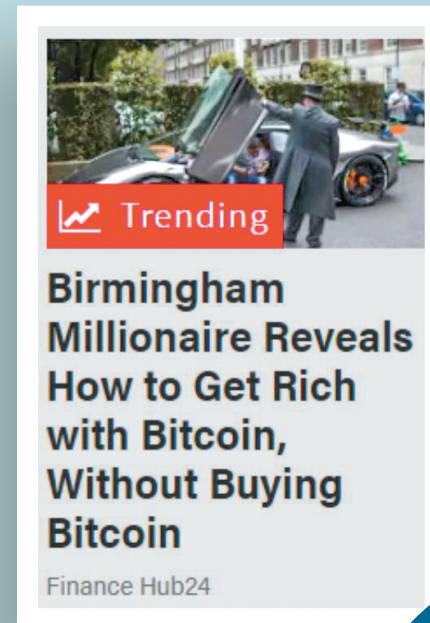 Trending
Birmingham
Millionaire Reveals
How to Get Rich
with Bitcoin,
Without Buying
Bitcoin
Finance Hub24